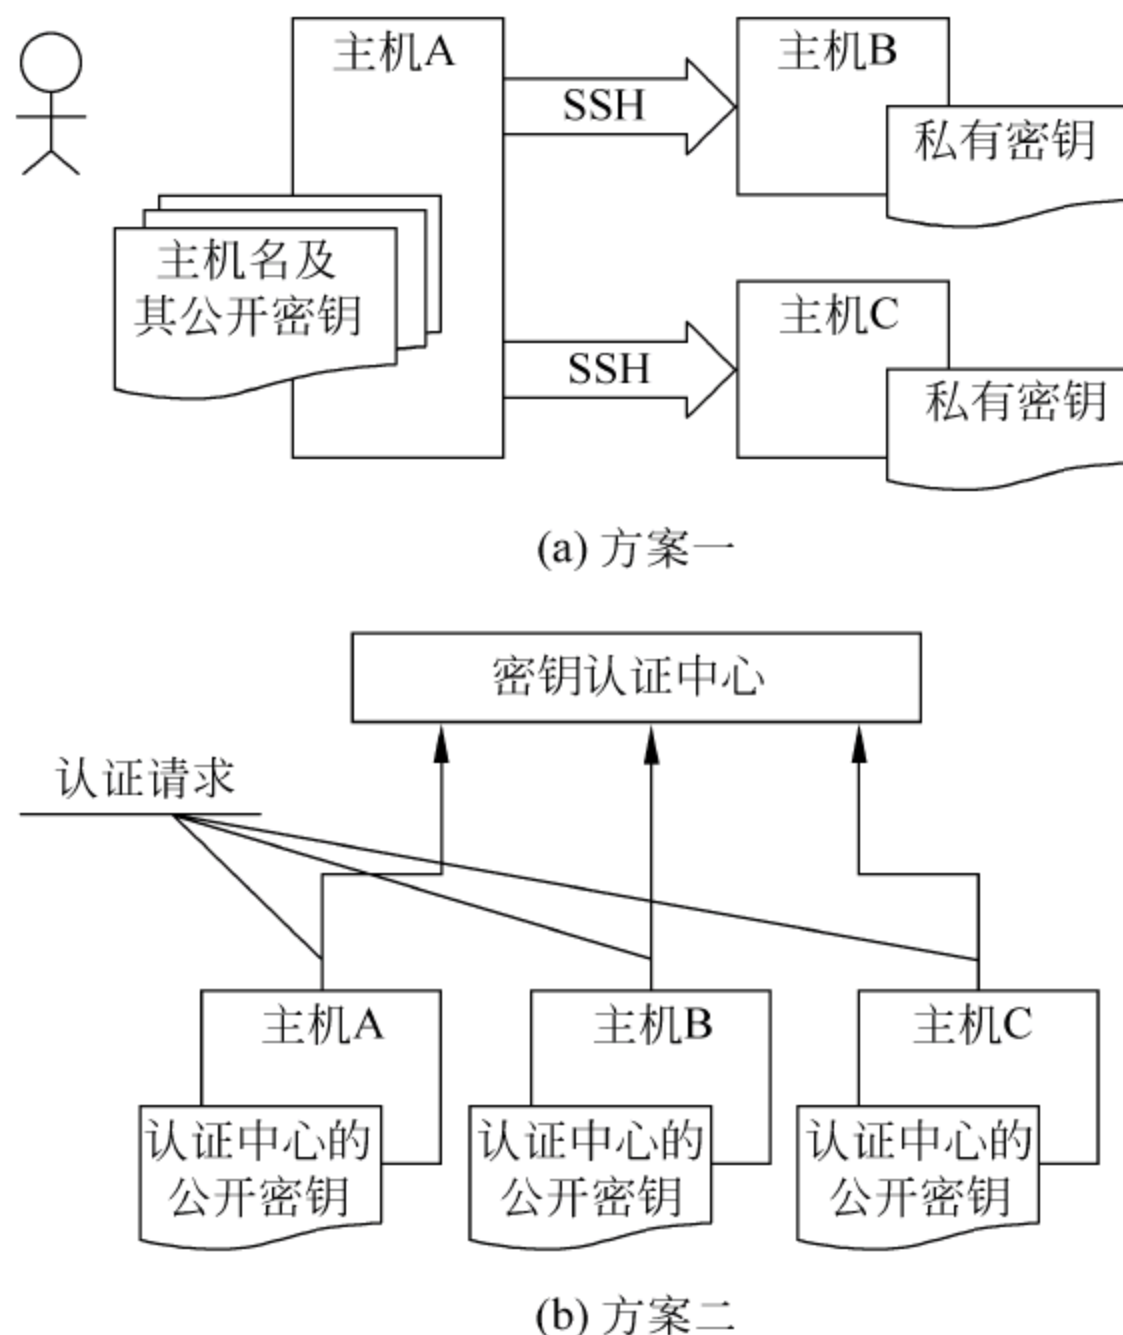 主机A
主机B
SSH
私有密钥
主机名及
其公开密钥
主机C
SSH
私有密钥
(a) 方案一
密钥认证中心
认证请求
主机A
主机B
主机C
认证中心的
公开密钥
认证中心的
公开密钥
认证中心的
公开密钥
(b) 方案二